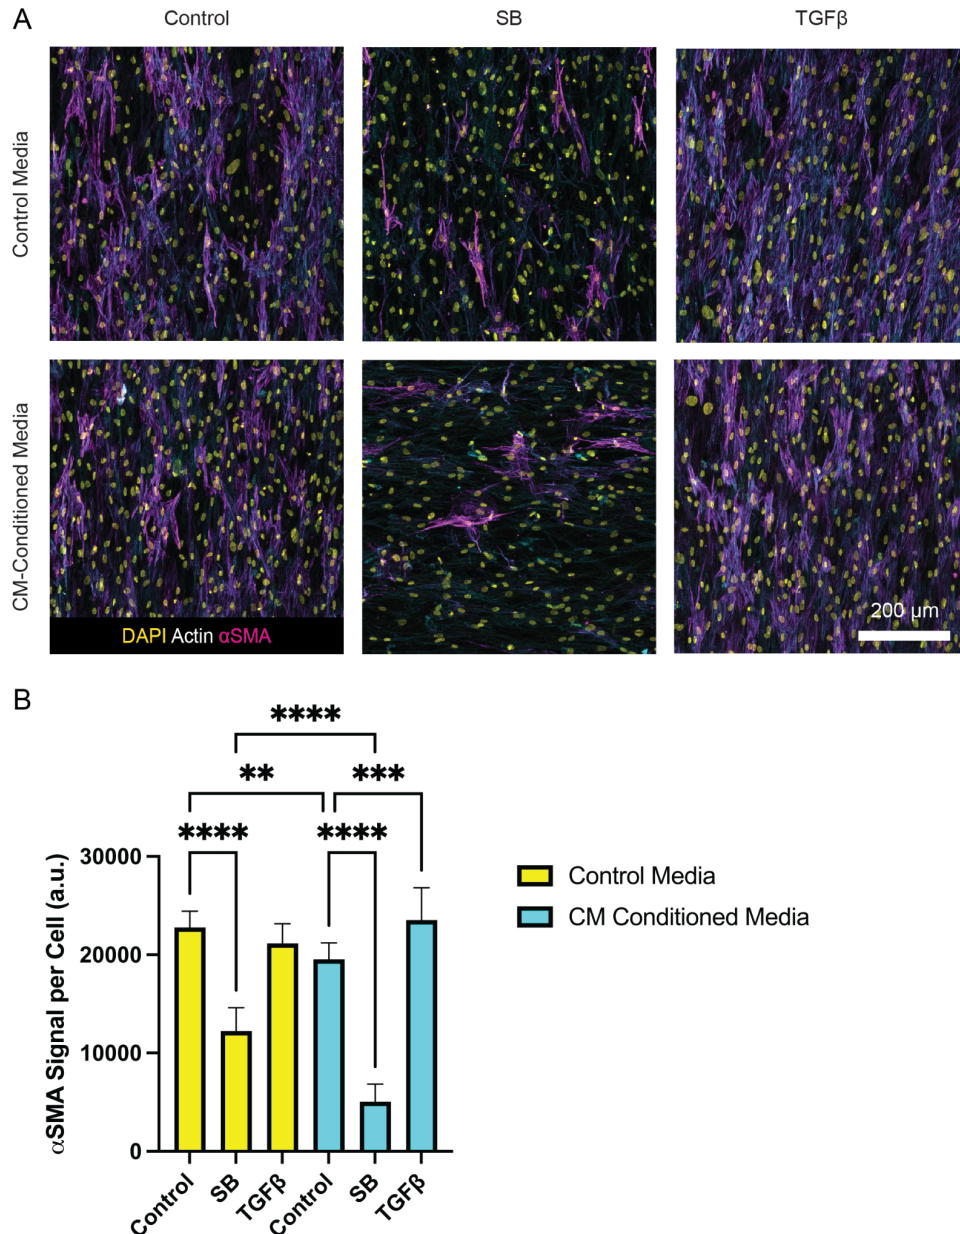 A
Control SB TGFβ
Control Media
CM-Conditioned Media
DAPI Actin αSMA
200 µm
B
****
** ***
**** ****
αSMA Signal per Cell (a.u.)
30000
20000
10000
0
Control SB TGFβ Control SB TGFβ
Control Media
CM Conditioned Media